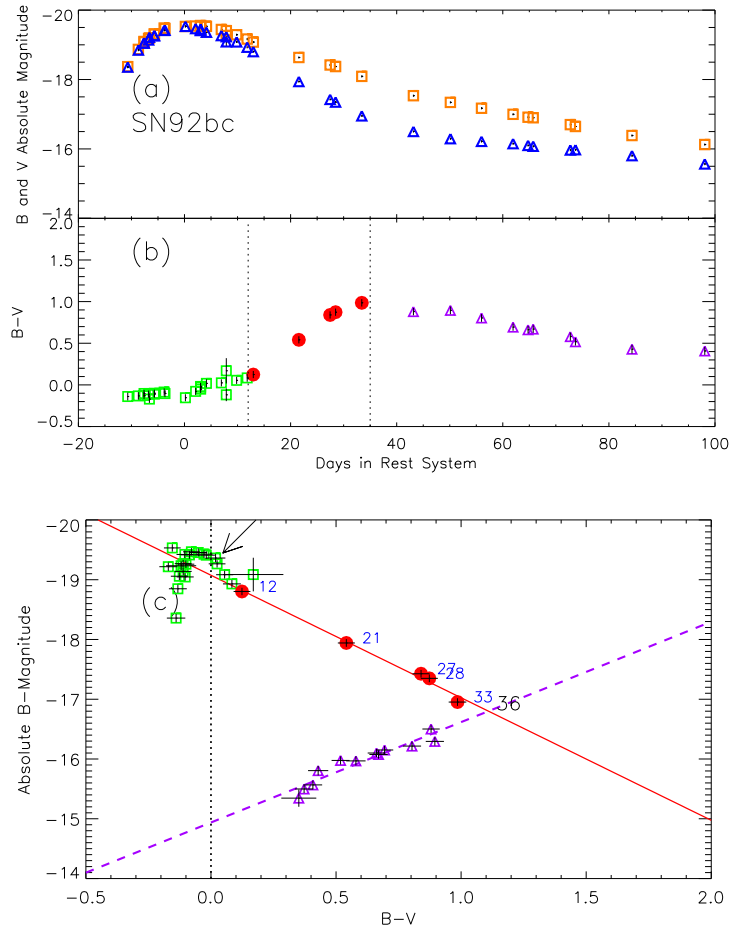 B and V Absolute Magnitude
-20
-18
-16
-14
(a)
SN92bc
B-V
2.0
1.5
1.0
0.5
0.0
-0.5
(b)
-20 0 20 40 60 80 100
Days in Rest System
Absolute B-Magnitude
-20
-19
-18
-17
-16
-15
-14
(c)
12
21
27
28
33
36
-0.5 0.0 0.5 1.0 1.5 2.0
B-V